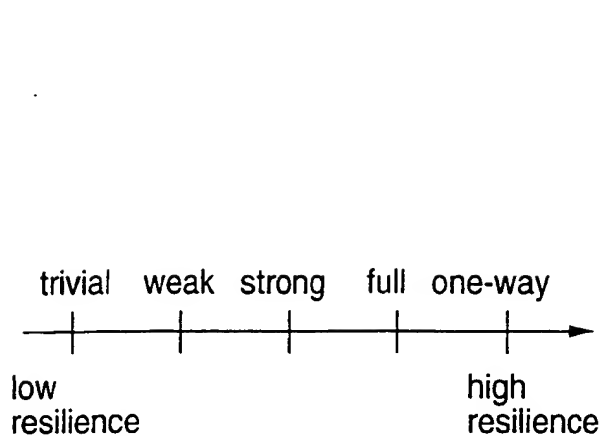 trivial weak strong full one-way
low high
resilience resilience